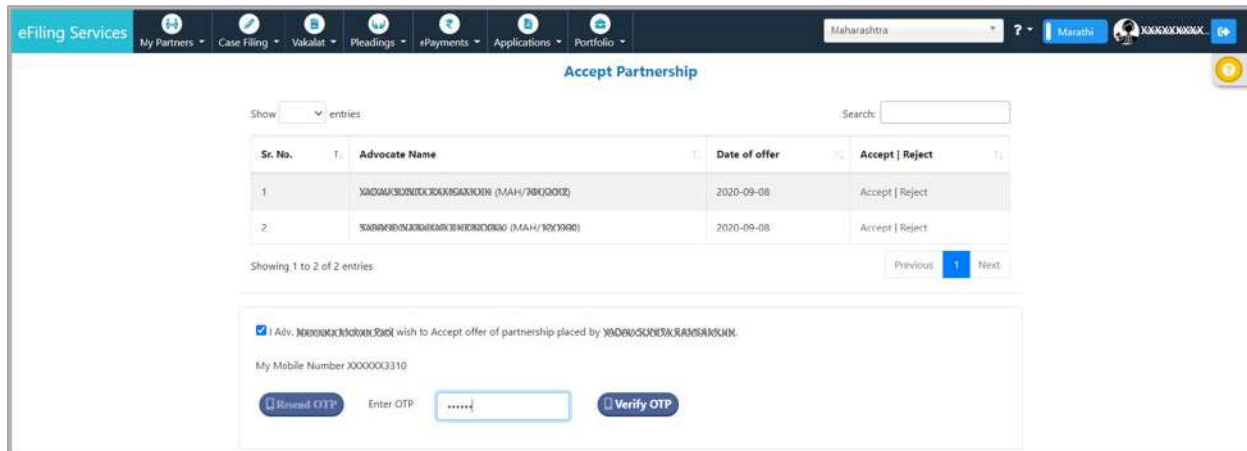 eFiling Services My Partners Case Filing Vakalat Pleadings ePayments Applications Portfolio Maharashtra ? Marathi
Accept Partnership
Show entries Search:
Sr. No. Advocate Name Date of offer Accept | Reject
1 (MAH/ 2020-09-08 Accept | Reject
2 (MAH/ 2020-09-08 Accept | Reject
Showing 1 to 2 of 2 entries Previous 1 Next
I Adv. wish to Accept offer of partnership placed by
My Mobile Number XXXXXX3310
Resend OTP Enter OTP •••••• Verify OTP